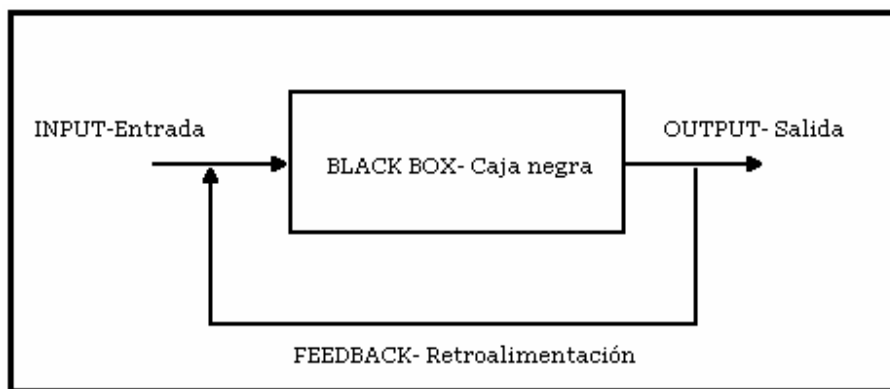 INPUT-Entrada
OUTPUT- Salida
BLACK BOX- Caja negra
FEEDBACK- Retroalimentación